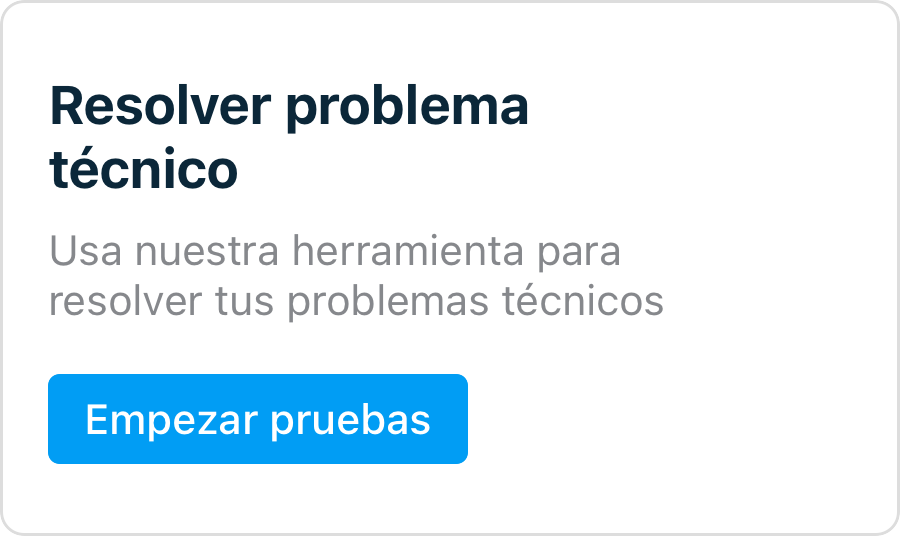 Resolver problema
técnico
Usa nuestra herramienta para
resolver tus problemas técnicos
Empezar pruebas